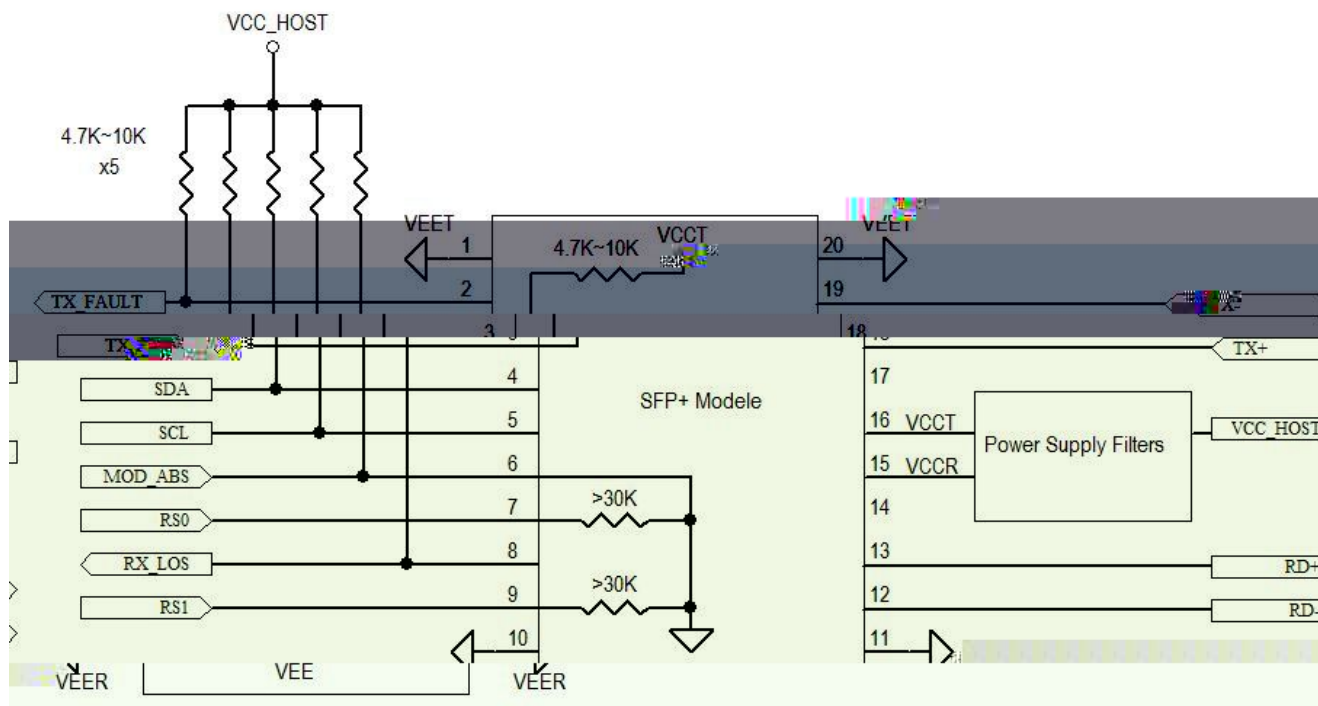 VCC_HOST
4.7K~10K
x5
VEET
1
4.7K~10K
VCCT
20
VEET
TX_FAULT
2
19
X-
TX
3
18
TX+
SDA
4
17
SFP+ Modele
SCL
5
16 VCCT
Power Supply Filters
VCC_HOST
MOD_ABS
6
15 VCCR
RS0
7
>30K
14
RX_LOS
8
13
RD+
RS1
9
>30K
12
RD-
10
11
VEER
VEE
VEER